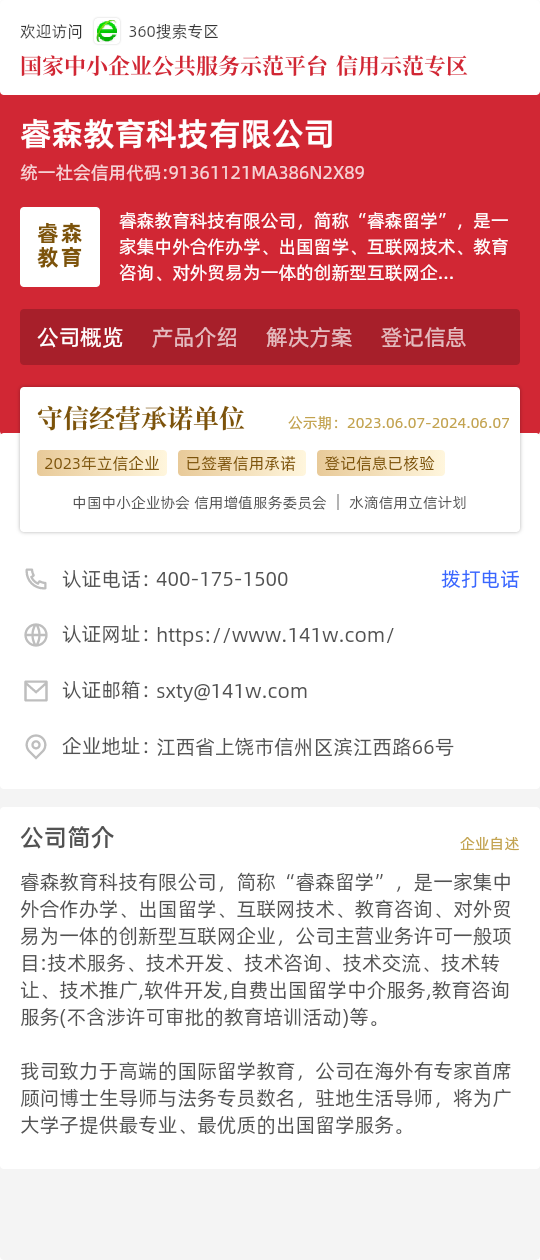 欢迎访问 360搜索专区
国家中小企业公共服务示范平台 信用示范专区
睿森教育科技有限公司
统一社会信用代码:91361121MA386N2X89
睿森
教育
睿森教育科技有限公司，简称“睿森留学”，是一
家集中外合作办学、出国留学、互联网技术、教育
咨询、对外贸易为一体的创新型互联网企...
公司概览 产品介绍 解决方案 登记信息
守信经营承诺单位 公示期：2023.06.07-2024.06.07
2023年立信企业 已签署信用承诺 登记信息已核验
中国中小企业协会 信用增值服务委员会 | 水滴信用立信计划
认证电话：400-175-1500 拨打电话
认证网址：https://www.141w.com/
认证邮箱：sxty@141w.com
企业地址：江西省上饶市信州区滨江西路66号
公司简介 企业自述
睿森教育科技有限公司，简称“睿森留学”，是一家集中
外合作办学、出国留学、互联网技术、教育咨询、对外贸
易为一体的创新型互联网企业，公司主营业务许可一般项
目:技术服务、技术开发、技术咨询、技术交流、技术转
让、技术推广,软件开发,自费出国留学中介服务,教育咨询
服务(不含涉许可审批的教育培训活动)等。
我司致力于高端的国际留学教育，公司在海外有专家首席
顾问博士生导师与法务专员数名，驻地生活导师，将为广
大学子提供最专业、最优质的出国留学服务。